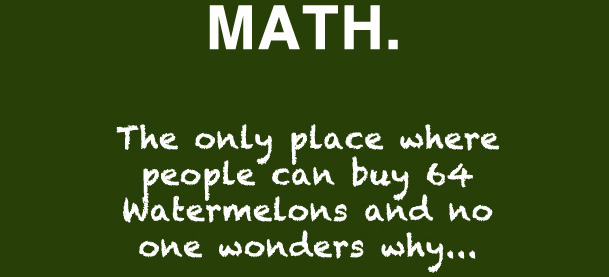 MATH.
The only place where
people can buy 64
Watermelons and no
one wonders why...